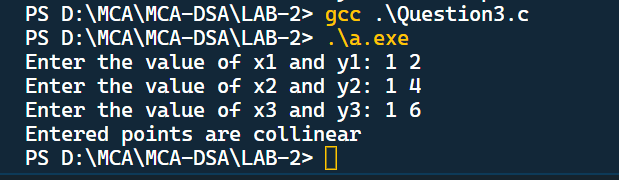 PS D:\MCA\MCA-DSA\LAB-2> gcc .\Question3.c
PS D:\MCA\MCA-DSA\LAB-2> .\a.exe
Enter the value of x1 and y1: 1 2
Enter the value of x2 and y2: 1 4
Enter the value of x3 and y3: 1 6
Entered points are collinear
PS D:\MCA\MCA-DSA\LAB-2>